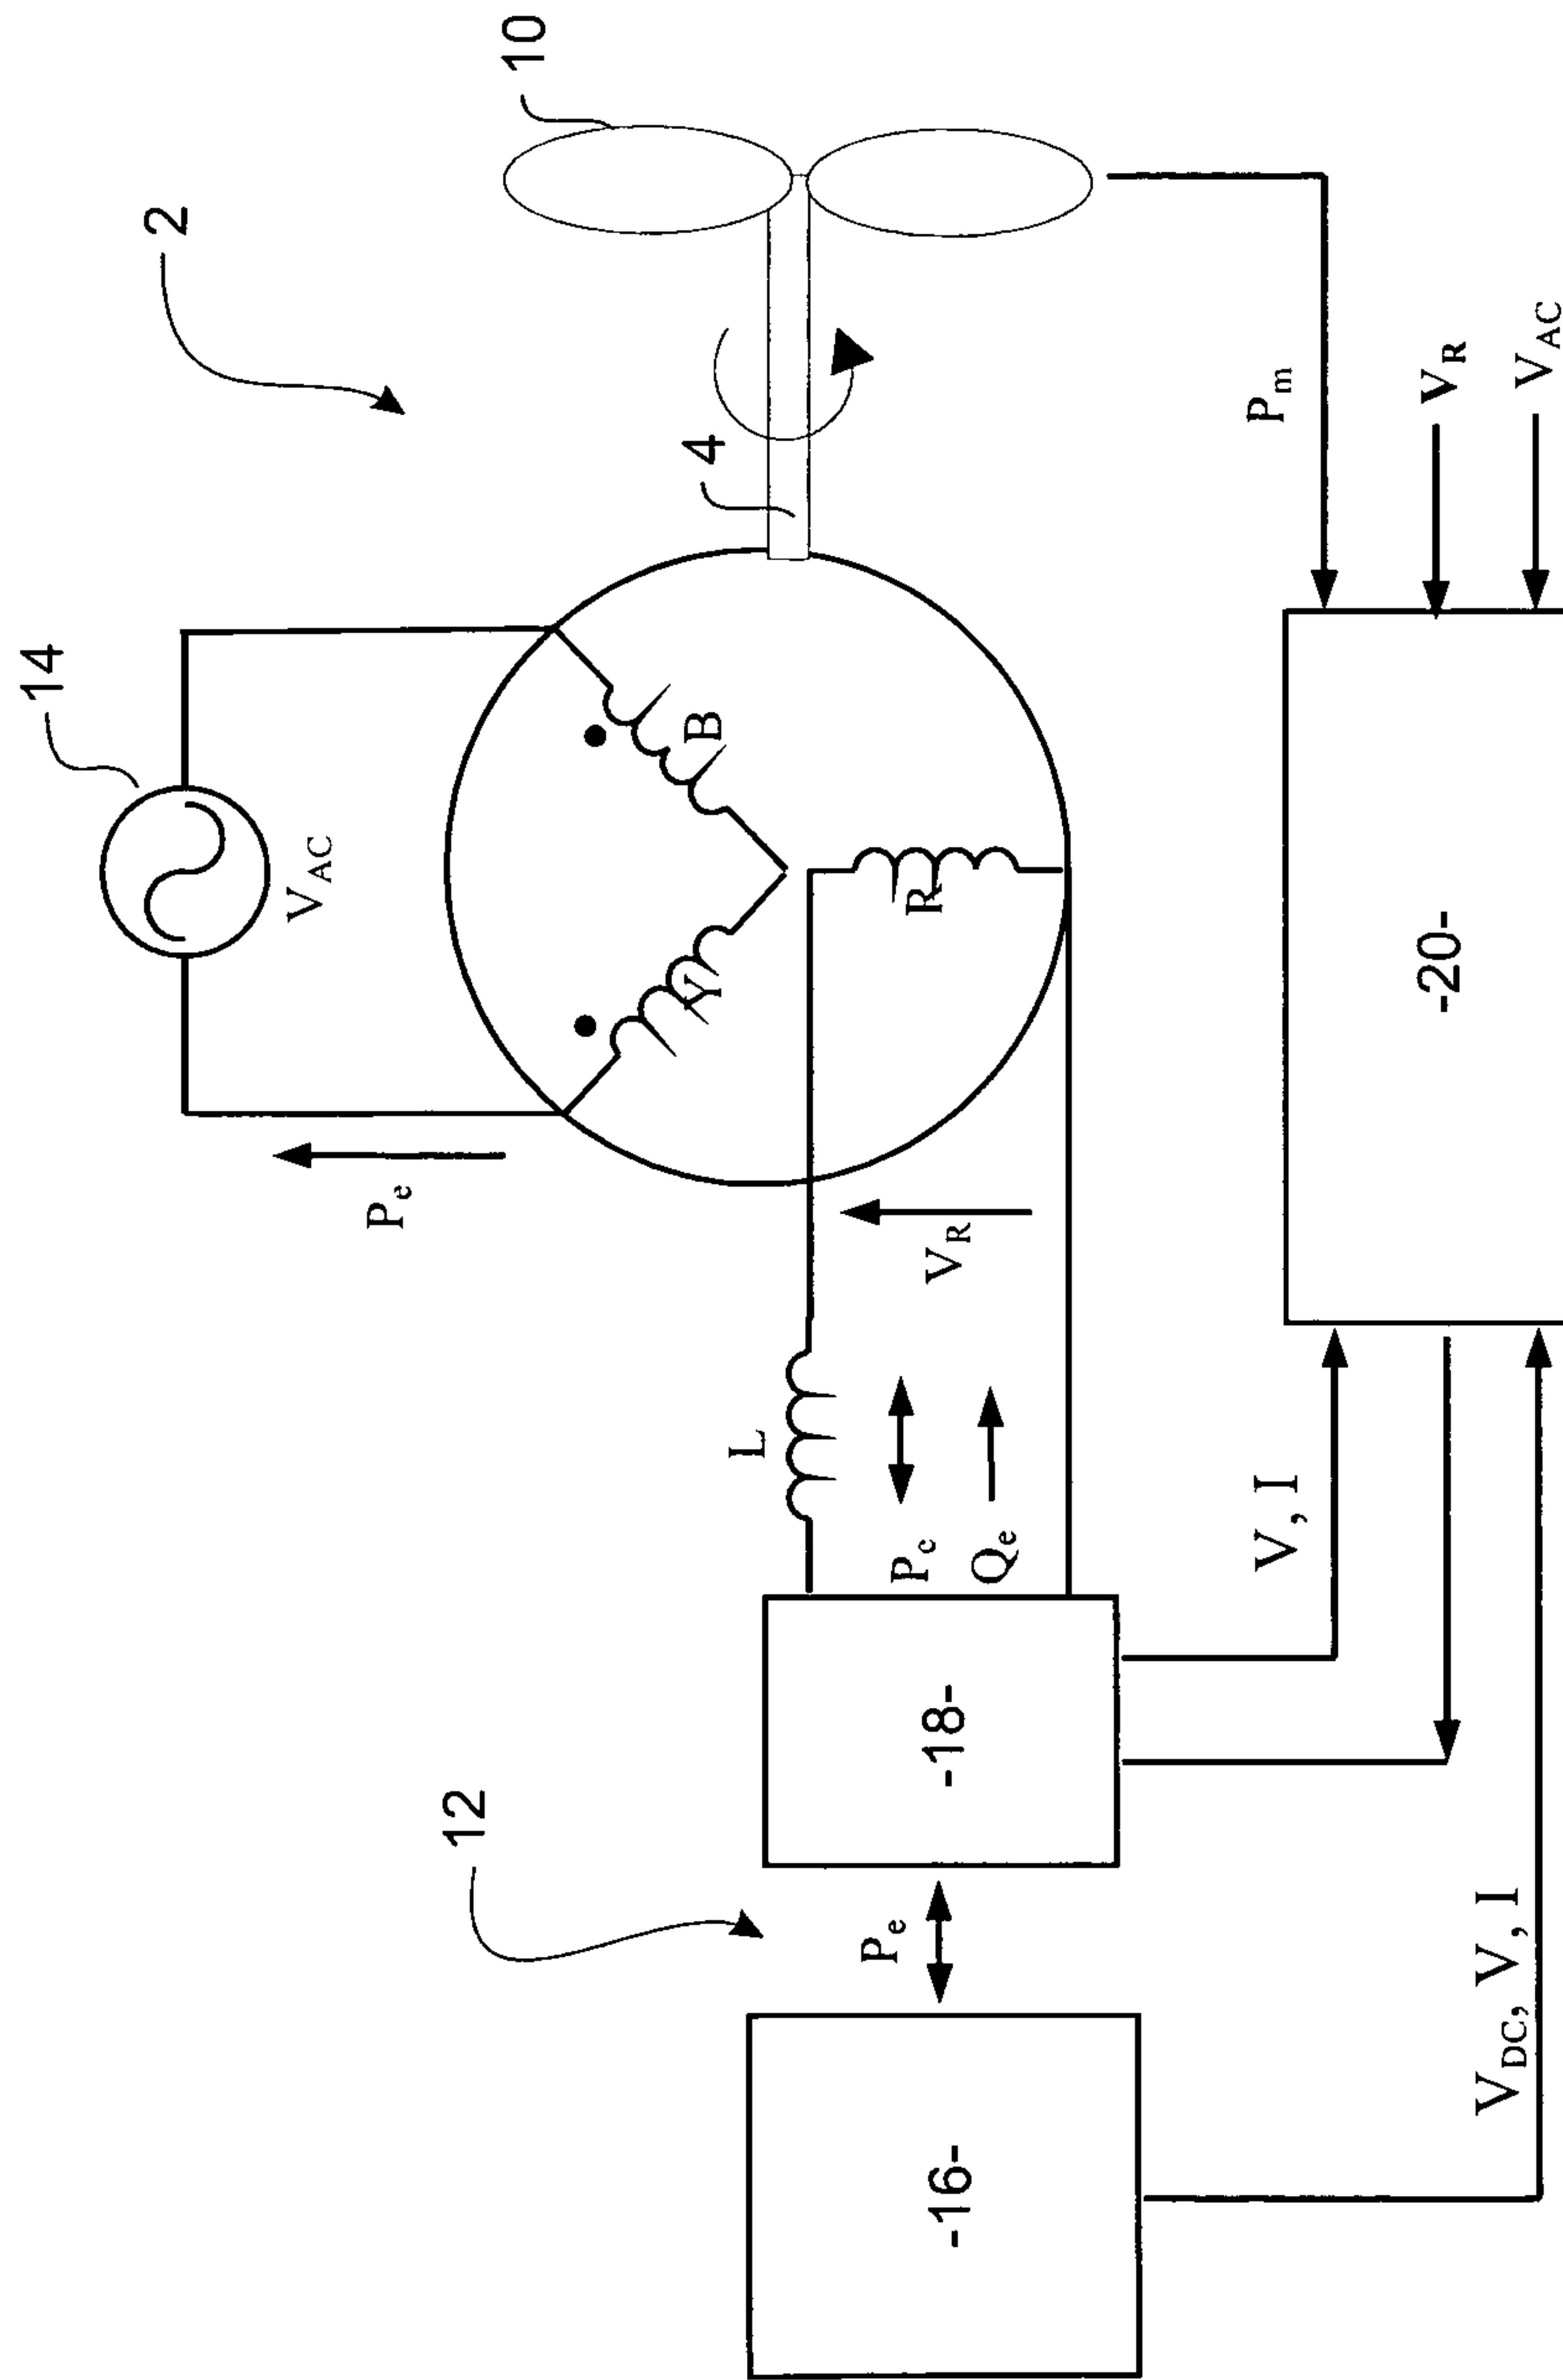 2
14
10
V_AC
P_e
4
B
Y
R
L
V_R
12
P_e
P_c
Q_e
-16-
-18-
P_m
V_R
V_AC
V, I
-20-
V_DC, V, I